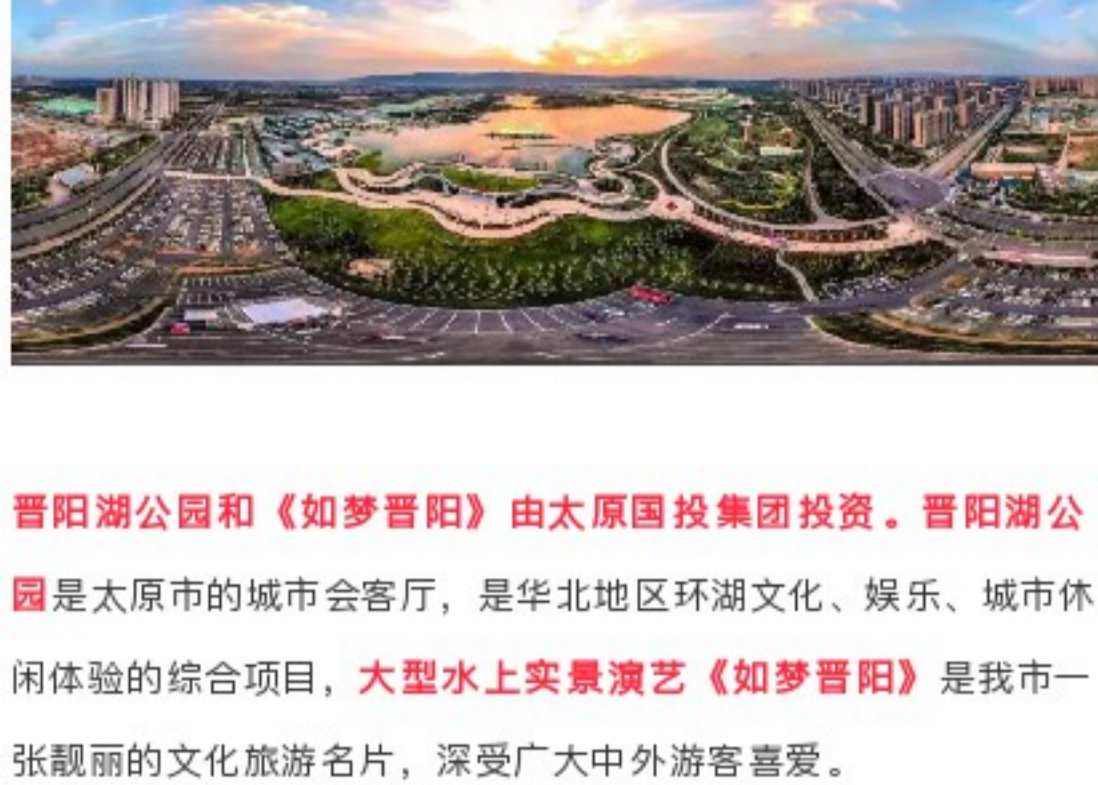 晋阳湖公园和《如梦晋阳》由太原国投集团投资。晋阳湖公
园是太原市的城市会客厅，是华北地区环湖文化、娱乐、城市休
闲体验的综合项目，大型水上实景演艺《如梦晋阳》是我市一
张靓丽的文化旅游名片，深受广大中外游客喜爱。